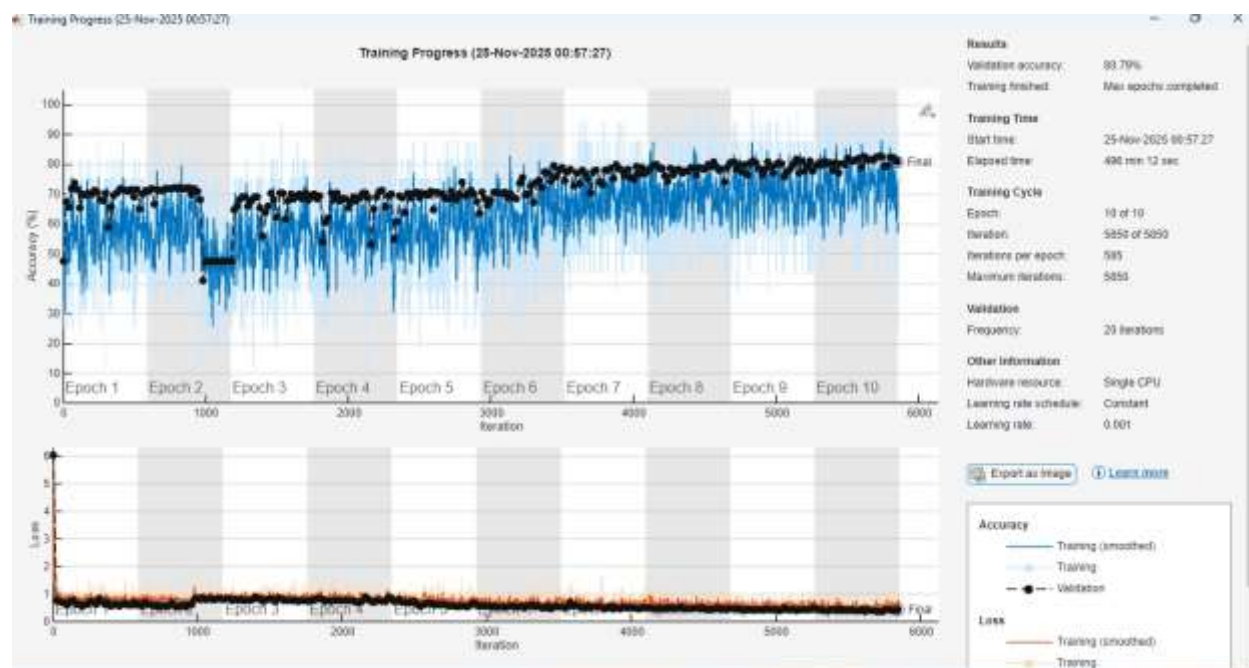 Training Progress (25-Nov-2025 00:57:27)
Training Progress (25-Nov-2025 00:57:27)
100
90
80
70
60
50
40
30
20
10
0
Accuracy (%)
Final
Epoch 1 Epoch 2 Epoch 3 Epoch 4 Epoch 5 Epoch 6 Epoch 7 Epoch 8 Epoch 9 Epoch 10
0 1000 2000 3000 4000 5000 6000
Iteration
6
5
4
3
2
1
0
Loss
Epoch 3
Final
0 1000 2000 3000 4000 5000 6000
Iteration
Results
Validation accuracy:
Training finished: Max epochs completed
Training Time
Start time: 25-Nov-2025 00:57:27
Elapsed time: 496 min 12 sec
Training Cycle
Epoch: 10 of 10
Iteration: 5850 of 5850
Iterations per epoch: 585
Maximum iterations: 5850
Validation
Frequency: 20 iterations
Other Information
Hardware resource: Single CPU
Learning rate schedule: Constant
Learning rate: 0.001
Export as Image
i Learn more
Accuracy
Training (smoothed)
Training
Validation
Loss
Training (smoothed)
Training